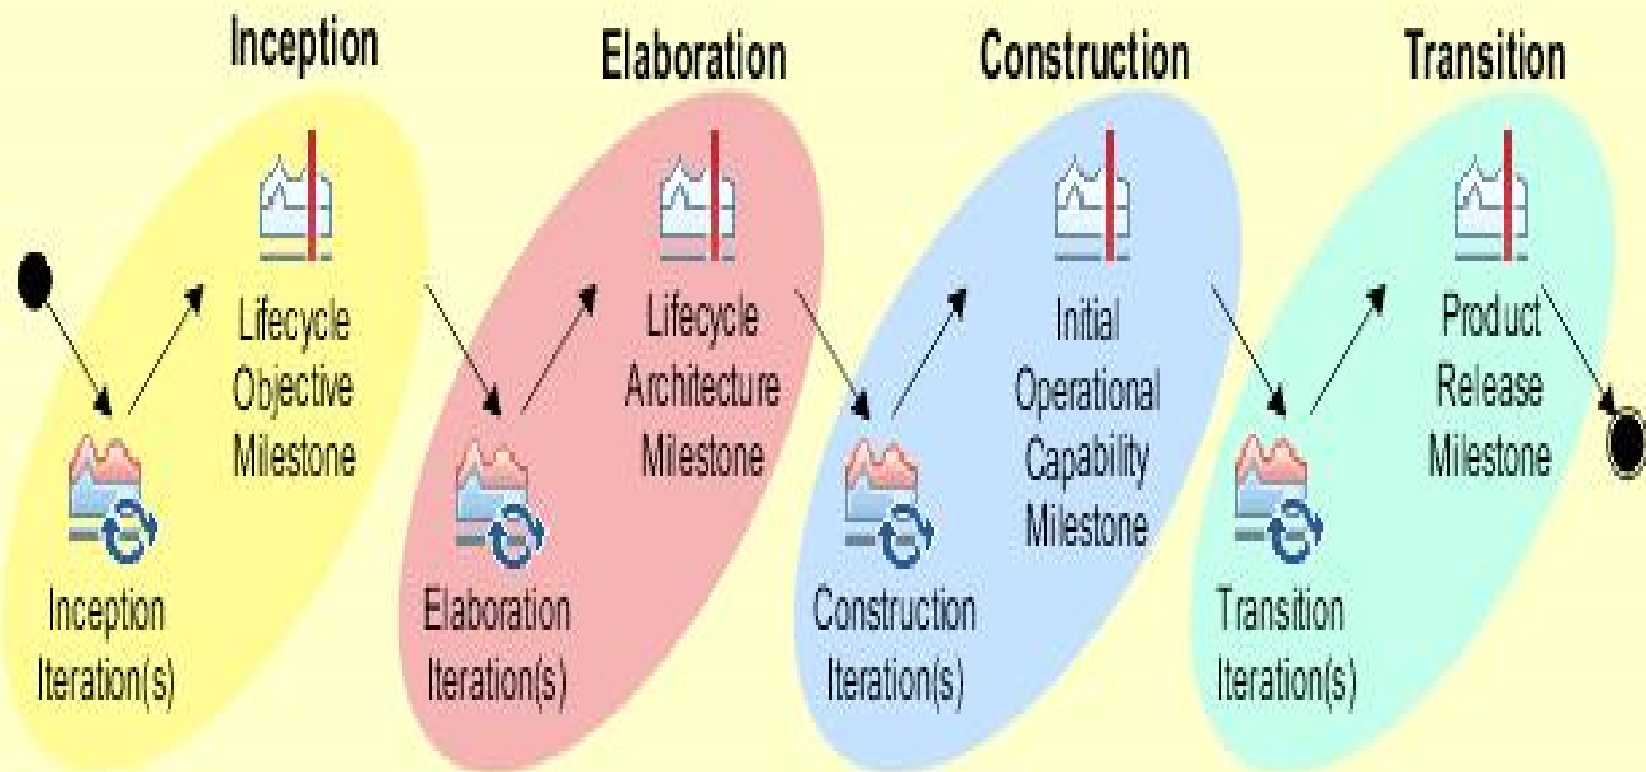 Inception
Elaboration
Construction
Transition
Lifecycle
Objective
Milestone
Lifecycle
Architecture
Milestone
Initial
Operational
Capability
Milestone
Product
Release
Milestone
Inception
Iteration(s)
Elaboration
Iteration(s)
Construction
Iteration(s)
Transition
Iteration(s)